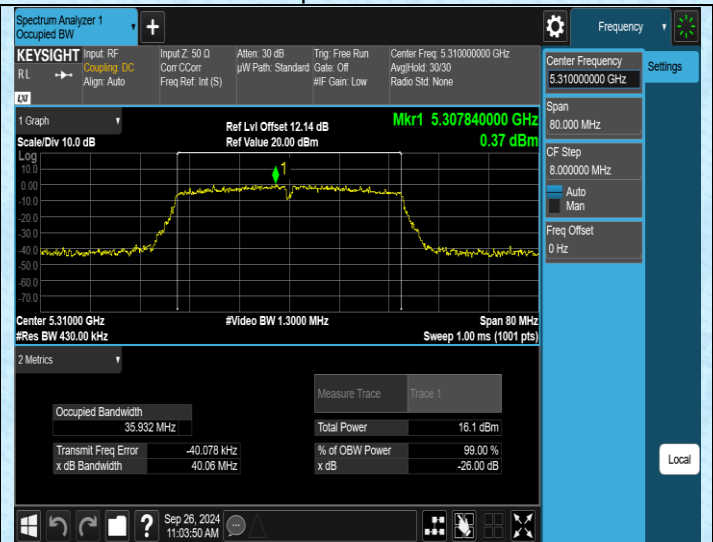 Spectrum Analyzer 1
Occupied BW
+
Frequency
KEYSIGHT
RL
LXI
Input: RF
Coupling: DC
Align: Auto
Input Z: 50 Ω
Corr CCorr
Freq Ref: Int (S)
Atten: 30 dB
µW Path: Standard
Trig: Free Run
Gate: Off
#IF Gain: Low
Center Freq: 5.310000000 GHz
Avg|Hold: 30/30
Radio Std: None
Center Frequency
5.310000000 GHz
Settings
Span
80.000 MHz
CF Step
8.000000 MHz
Auto
Man
Freq Offset
0 Hz
1 Graph
Scale/Div 10.0 dB
Ref Lvl Offset 12.14 dB
Ref Value 20.00 dBm
Mkr1 5.307840000 GHz
0.37 dBm
Log
10.0
0.00
-10.0
-20.0
-30.0
-40.0
-50.0
-60.0
-70.0
1
Center 5.31000 GHz
#Res BW 430.00 kHz
#Video BW 1.3000 MHz
Span 80 MHz
Sweep 1.00 ms (1001 pts)
2 Metrics
Measure Trace Trace 1
Occupied Bandwidth
35.932 MHz
Total Power 16.1 dBm
Transmit Freq Error -40.078 kHz
% of OBW Power 99.00 %
x dB Bandwidth 40.06 MHz
x dB -26.00 dB
Local
?
Sep 26, 2024
11:03:50 AM